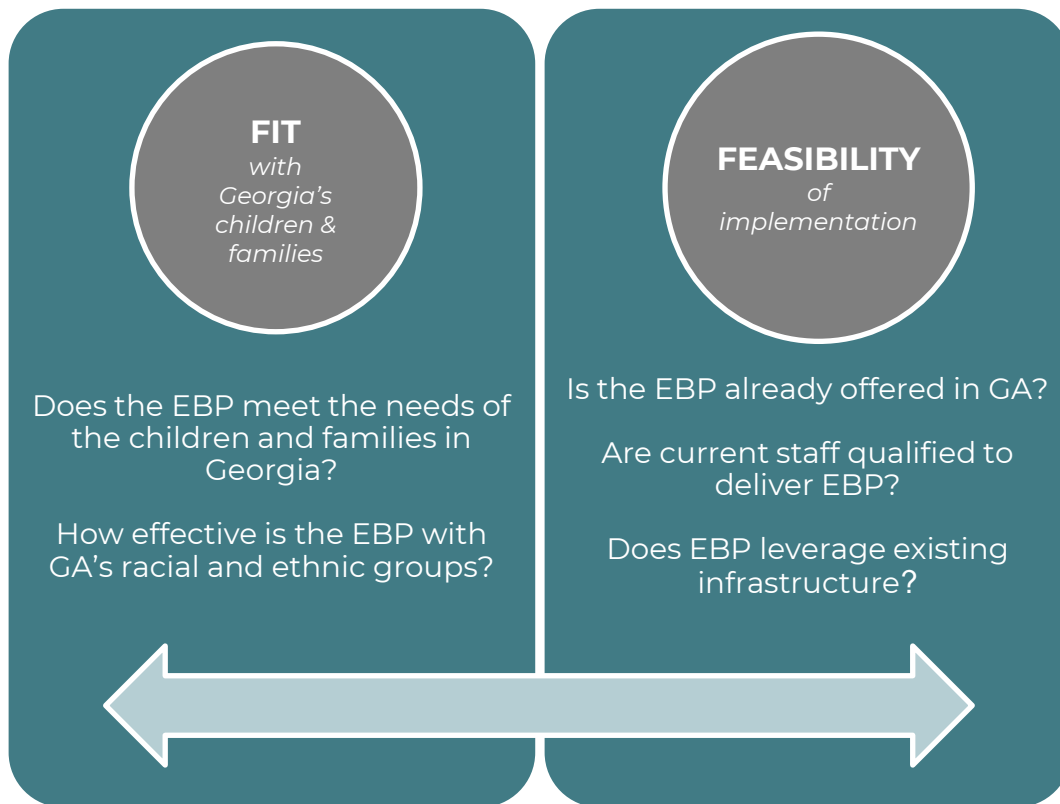 FIT
with
Georgia’s
children &
families
Does the EBP meet the needs of
the children and families in
Georgia?
How effective is the EBP with
GA’s racial and ethnic groups?
FEASIBILITY
of
implementation
Is the EBP already offered in GA?
Are current staff qualified to
deliver EBP?
Does EBP leverage existing
infrastructure?